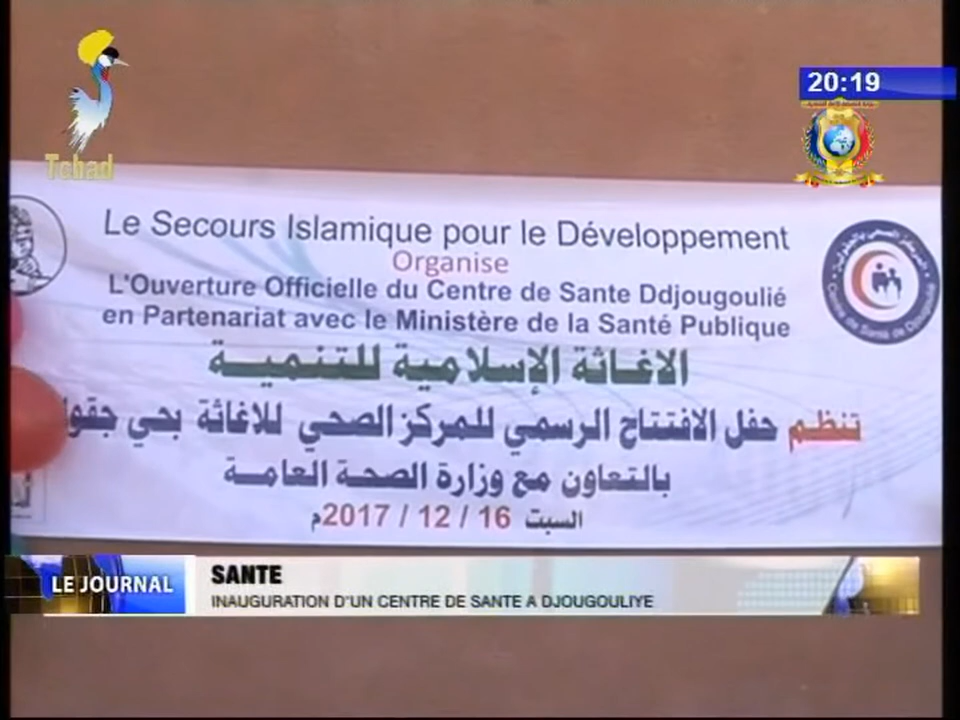 Tchad
20:19
Le Secours Islamique pour le Développement
Organise
L'Ouverture Officielle du Centre de Sante Ddjougoulié
en Partenariat avec le Ministère de la Santé Publique
الاغاثة الإسلامية للتنمية
تنظم حفل الافتتاح الرسمي للمركز الصحي للاغاثة بحي
بالتعاون مع وزارة الصحة العامة
السبت 16 / 12 / 2017م
LE JOURNAL
SANTE
INAUGURATION D'UN CENTRE DE SANTE A DJOUGOULIYE